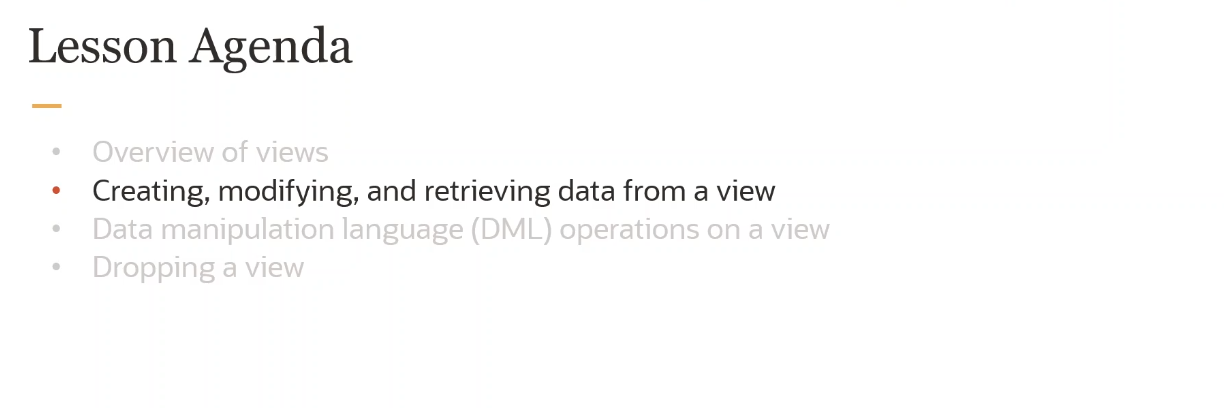 Lesson Agenda
• Overview of views
• Creating, modifying, and retrieving data from a view
• Data manipulation language (DML) operations on a view
• Dropping a view